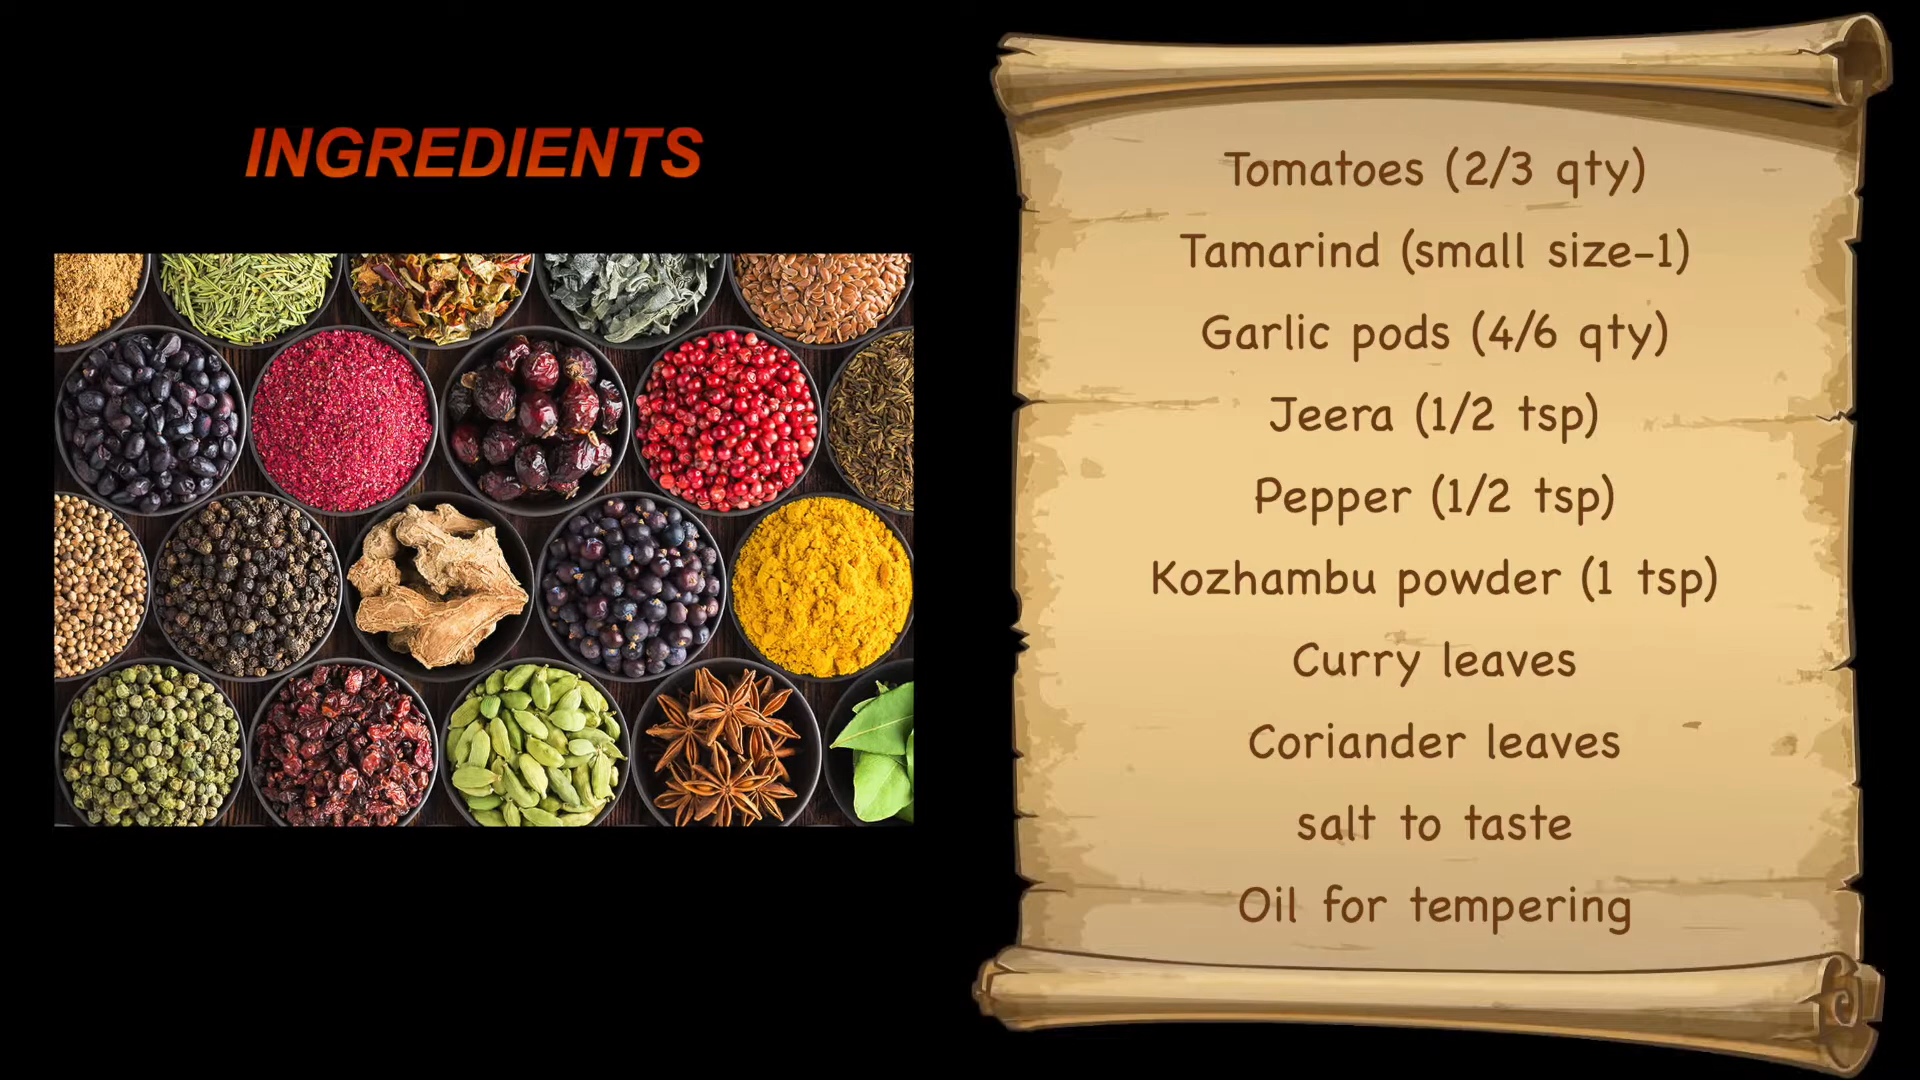 INGREDIENTS
Tomatoes (2/3 qty)
Tamarind (small size-1)
Garlic pods (4/6 qty)
Jeera (1/2 tsp)
Pepper (1/2 tsp)
Kozhambu powder (1 tsp)
Curry leaves
Coriander leaves
salt to taste
Oil for tempering